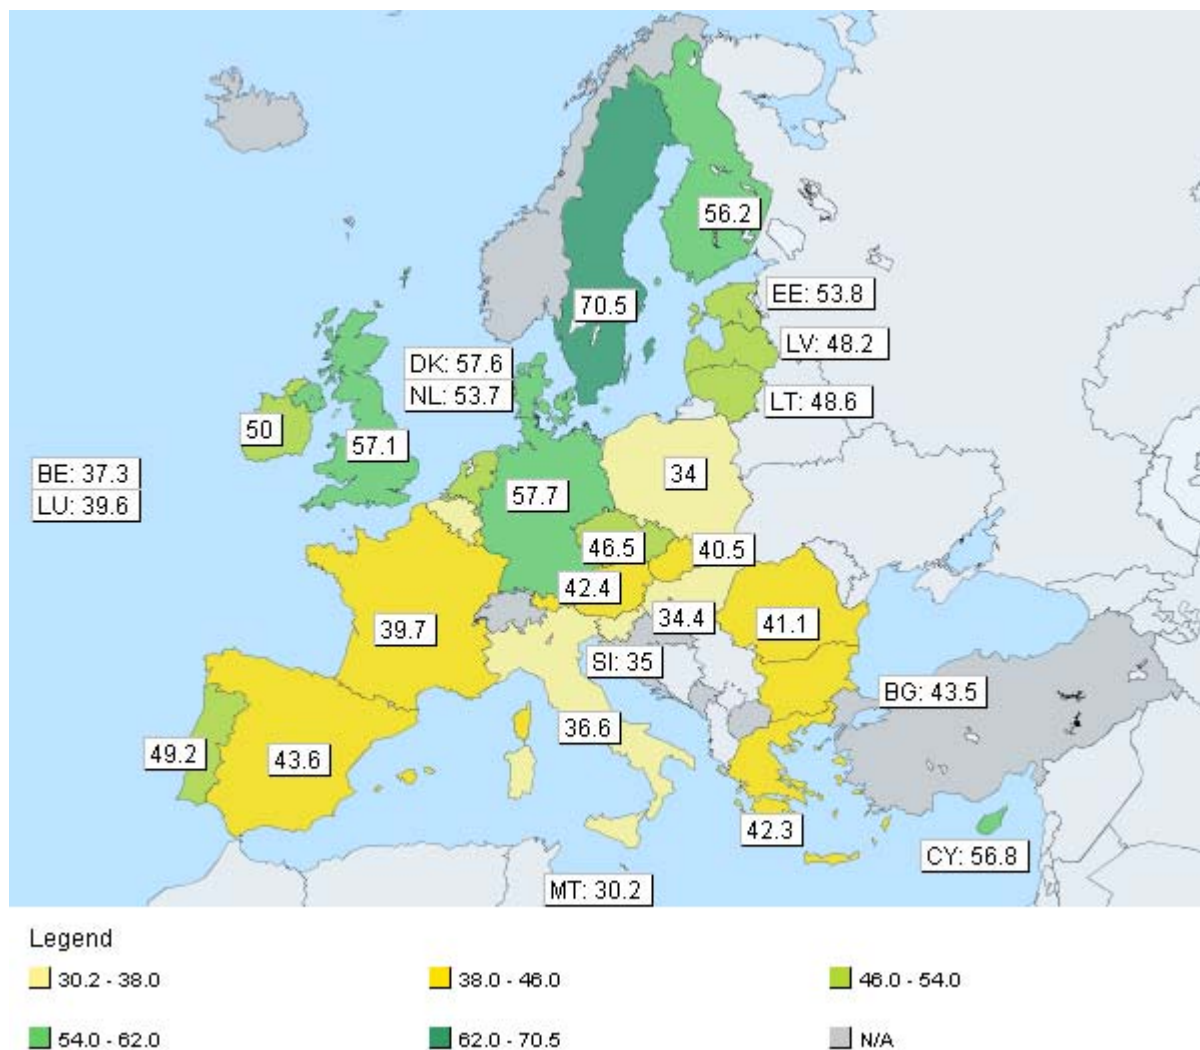 56.2
70.5
EE: 53.8
LV: 48.2
LT: 48.6
DK: 57.6
NL: 53.7
50
57.1
BE: 37.3
LU: 39.6
57.7
34
46.5
40.5
42.4
39.7
34.4
41.1
SI: 35
BG: 43.5
36.6
49.2
43.6
42.3
CY: 56.8
MT: 30.2
Legend
30.2 - 38.0
38.0 - 46.0
46.0 - 54.0
54.0 - 62.0
62.0 - 70.5
N/A